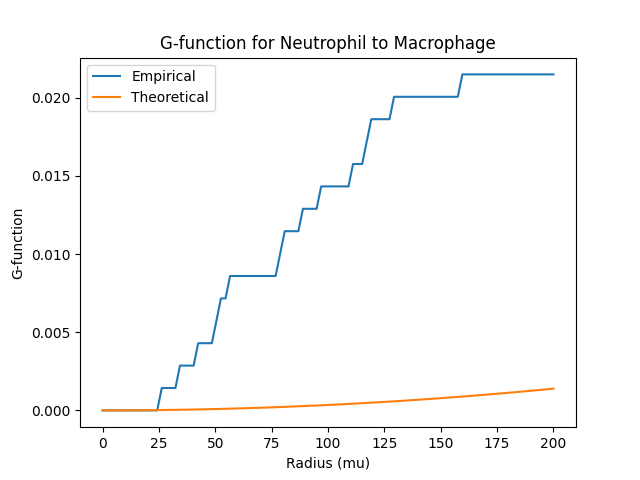 G-function for Neutrophil to Macrophage
Empirical
Theoretical
G-function
0.020
0.015
0.010
0.005
0.000
0 25 50 75 100 125 150 175 200
Radius (mu)